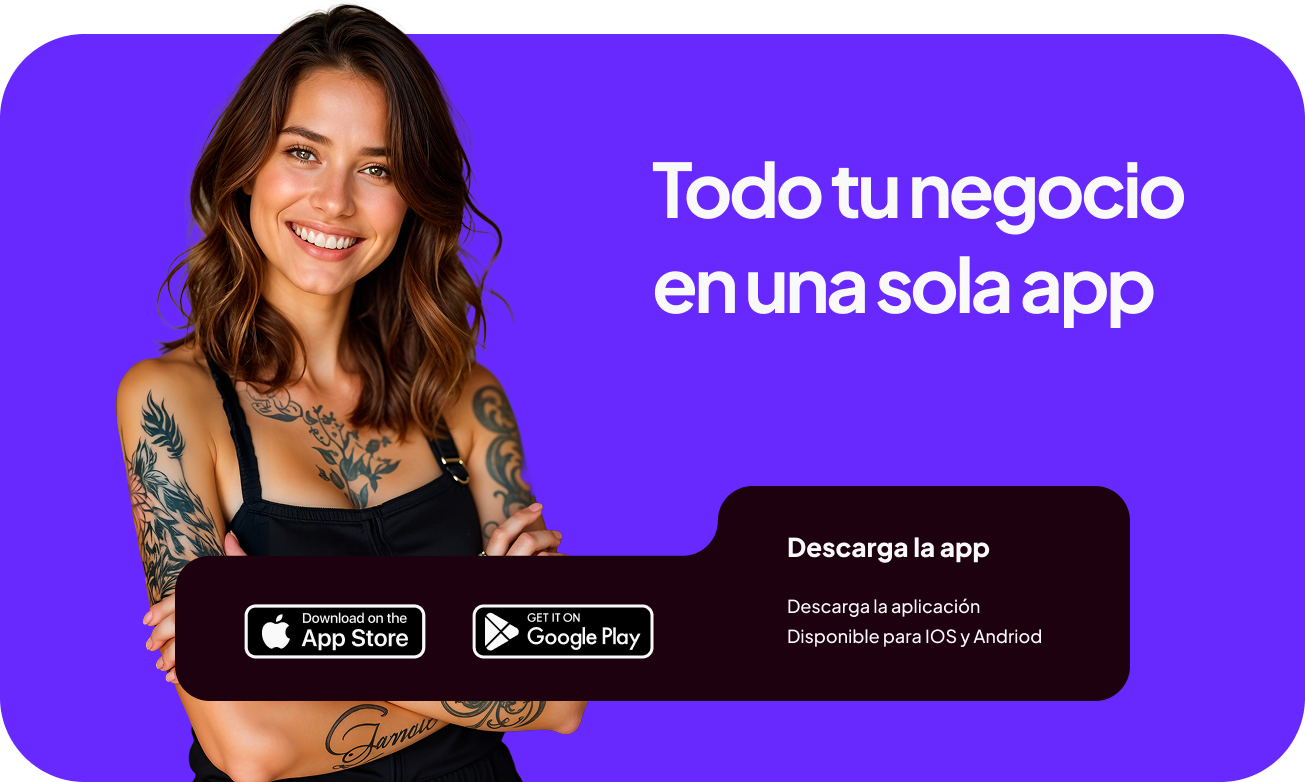 Todo tu negocio
en una sola app
Descarga la app
Descarga la aplicación
Disponible para IOS y Andriod
Download on the
App Store
GET IT ON
Google Play